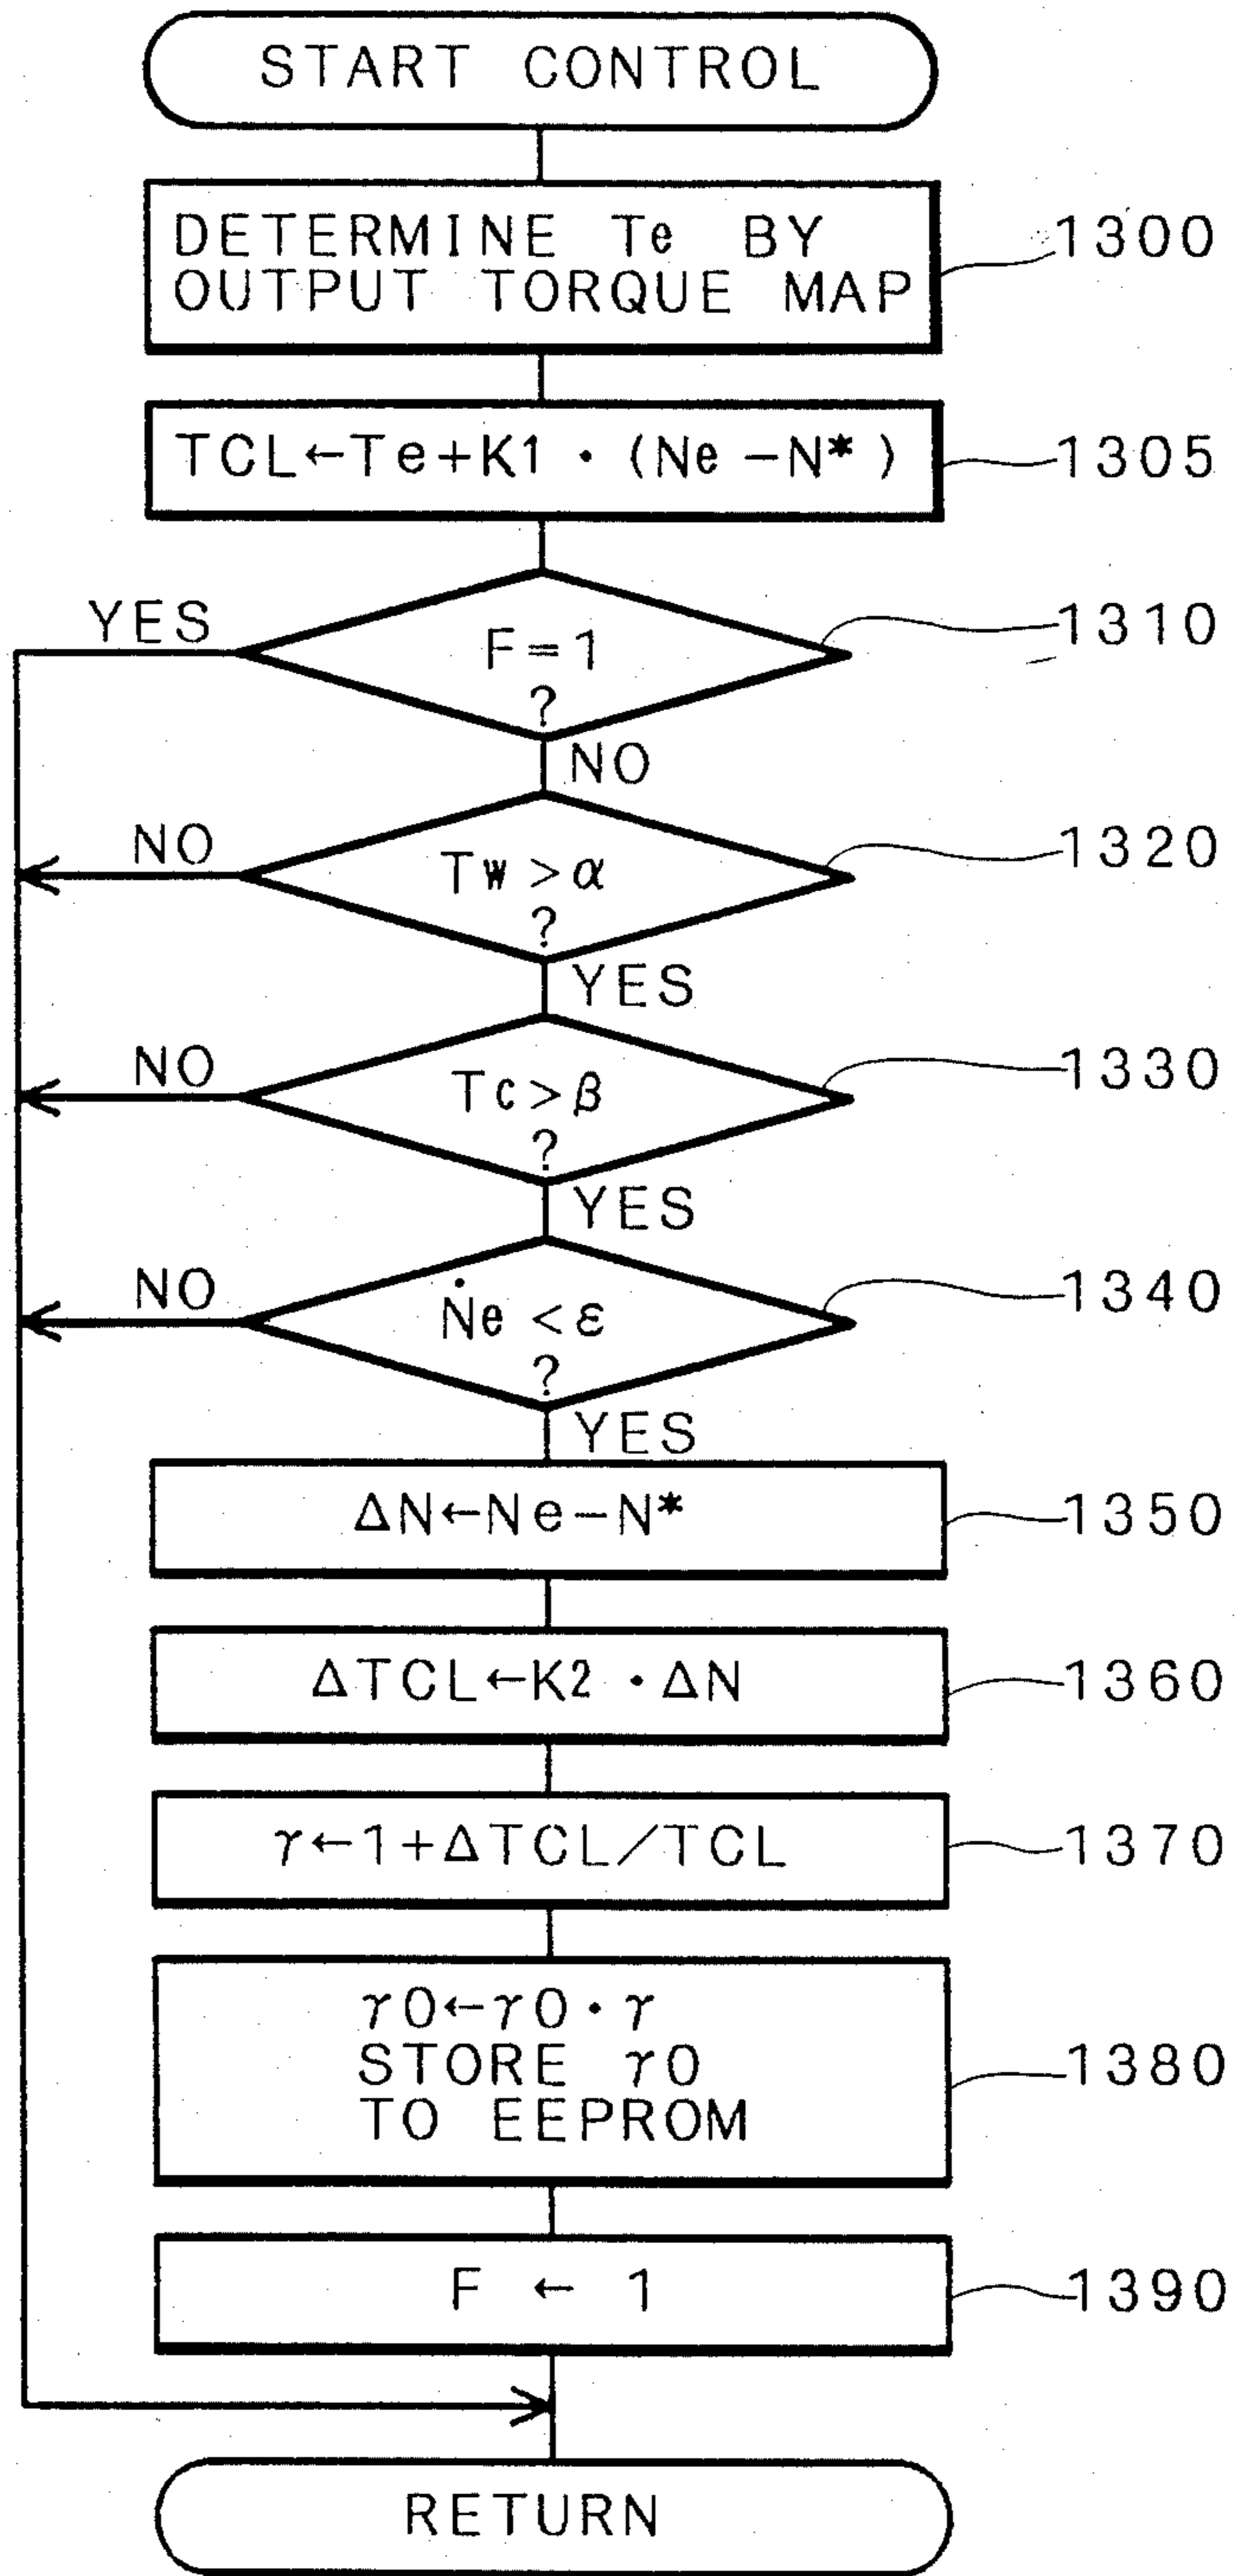 START CONTROL
DETERMINE Te BY
OUTPUT TORQUE MAP
1300
TCL←Te+K1・(Ne−N*)
1305
F=1
?
YES
1310
NO
Tw>α
?
NO
1320
YES
Tc>β
?
NO
1330
YES
Ṅe<ε
?
NO
1340
YES
ΔN←Ne−N*
1350
ΔTCL←K2・ΔN
1360
γ←1+ΔTCL/TCL
1370
γ0←γ0・γ
STORE γ0
TO EEPROM
1380
F ← 1
1390
RETURN